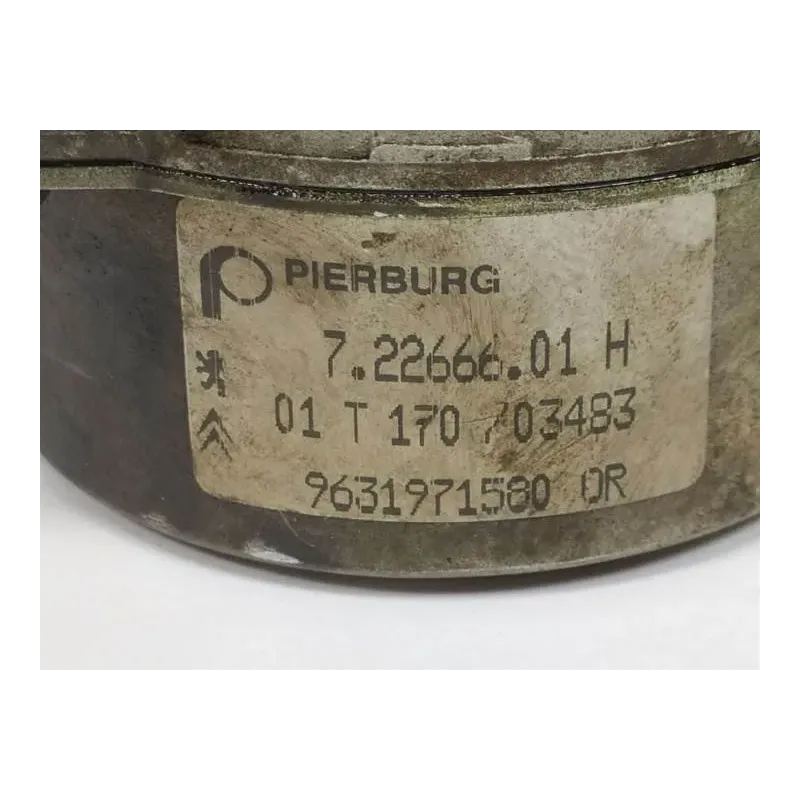 PIERBURG
7.22666.01 H
01 T 170 703483
9631971580 OR